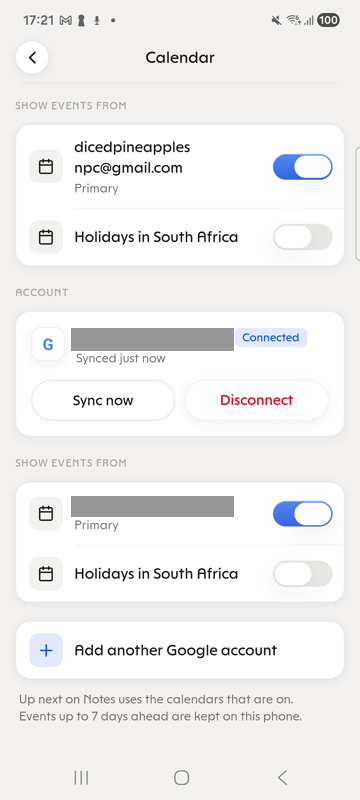 17:21
100
Calendar
SHOW EVENTS FROM
dicedpineapples
npc@gmail.com
Primary
Holidays in South Africa
ACCOUNT
G
Connected
Synced just now
Sync now
Disconnect
SHOW EVENTS FROM
Primary
Holidays in South Africa
Add another Google account
Up next on Notes uses the calendars that are on.
Events up to 7 days ahead are kept on this phone.